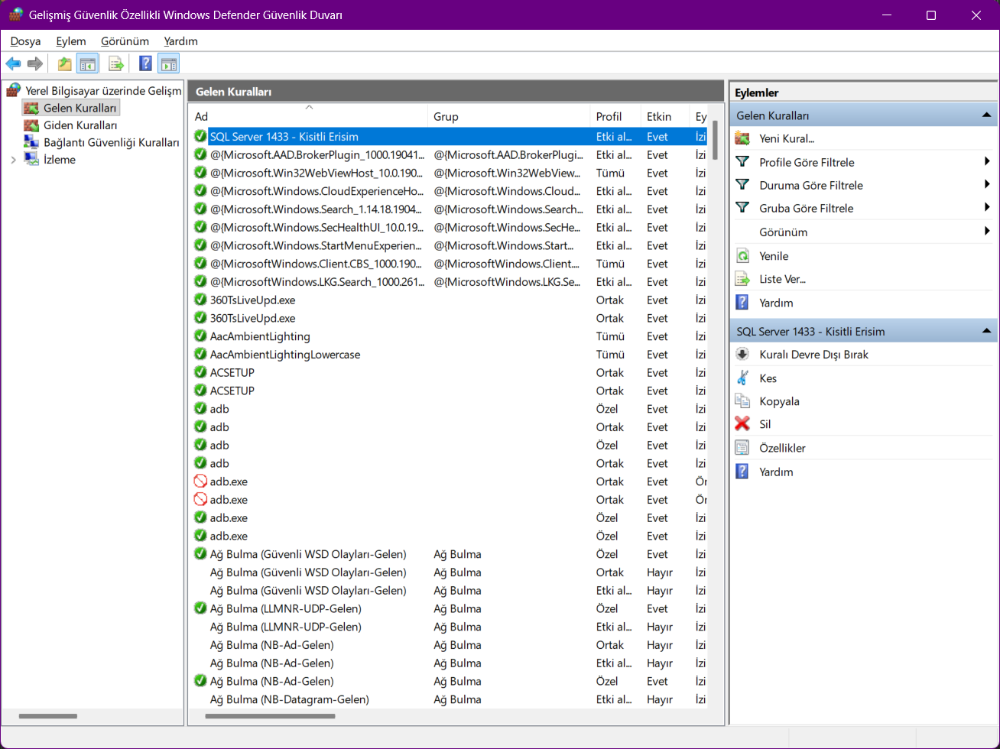 Gelişmiş Güvenlik Özellikli Windows Defender Güvenlik Duvarı
Dosya Eylem Görünüm Yardım
Yerel Bilgisayar üzerinde Gelişm
Gelen Kuralları
Giden Kuralları
Bağlantı Güvenliği Kuralları
İzleme
Gelen Kuralları
Ad Grup Profil Etkin Ey
SQL Server 1433 - Kisitli Erisim Etki al... Evet İzi
@{Microsoft.AAD.BrokerPlugin_1000.19041... @{Microsoft.AAD.BrokerPlugi... Etki al... Evet İzi
@{Microsoft.Win32WebViewHost_10.0.190... @{Microsoft.Win32WebView... Tümü Evet İzi
@{Microsoft.Windows.CloudExperienceHo... @{Microsoft.Windows.Cloud... Etki al... Evet İzi
@{Microsoft.Windows.Search_1.14.18.1904... @{Microsoft.Windows.Search... Etki al... Evet İzi
@{Microsoft.Windows.SecHealthUI_10.0.19... @{Microsoft.Windows.SecHe... Etki al... Evet İzi
@{Microsoft.Windows.StartMenuExperien... @{Microsoft.Windows.Start... Etki al... Evet İzi
@{MicrosoftWindows.Client.CBS_1000.190... @{MicrosoftWindows.Client.... Tümü Evet İzi
@{MicrosoftWindows.LKG.Search_1000.261... @{MicrosoftWindows.LKG.Se... Etki al... Evet İzi
360TsLiveUpd.exe Ortak Evet İzi
360TsLiveUpd.exe Ortak Evet İzi
AacAmbientLighting Tümü Evet İzi
AacAmbientLightingLowercase Tümü Evet İzi
ACSETUP Ortak Evet İzi
ACSETUP Ortak Evet İzi
adb Özel Evet İzi
adb Ortak Evet İzi
adb Özel Evet İzi
adb Ortak Evet İzi
adb.exe Ortak Evet Ön
adb.exe Ortak Evet Ön
adb.exe Özel Evet İzi
adb.exe Özel Evet İzi
Ağ Bulma (Güvenli WSD Olayları-Gelen) Ağ Bulma Özel Evet İzi
Ağ Bulma (Güvenli WSD Olayları-Gelen) Ağ Bulma Ortak Hayır İzi
Ağ Bulma (Güvenli WSD Olayları-Gelen) Ağ Bulma Etki al... Hayır İzi
Ağ Bulma (LLMNR-UDP-Gelen) Ağ Bulma Özel Evet İzi
Ağ Bulma (LLMNR-UDP-Gelen) Ağ Bulma Etki al... Hayır İzi
Ağ Bulma (NB-Ad-Gelen) Ağ Bulma Ortak Hayır İzi
Ağ Bulma (NB-Ad-Gelen) Ağ Bulma Etki al... Hayır İzi
Ağ Bulma (NB-Ad-Gelen) Ağ Bulma Özel Evet İzi
Ağ Bulma (NB-Datagram-Gelen) Ağ Bulma Etki al... Hayır İzi
Eylemler
Gelen Kuralları
Yeni Kural...
Profile Göre Filtrele
Duruma Göre Filtrele
Gruba Göre Filtrele
Görünüm
Yenile
Liste Ver...
Yardım
SQL Server 1433 - Kisitli Erisim
Kuralı Devre Dışı Bırak
Kes
Kopyala
Sil
Özellikler
Yardım